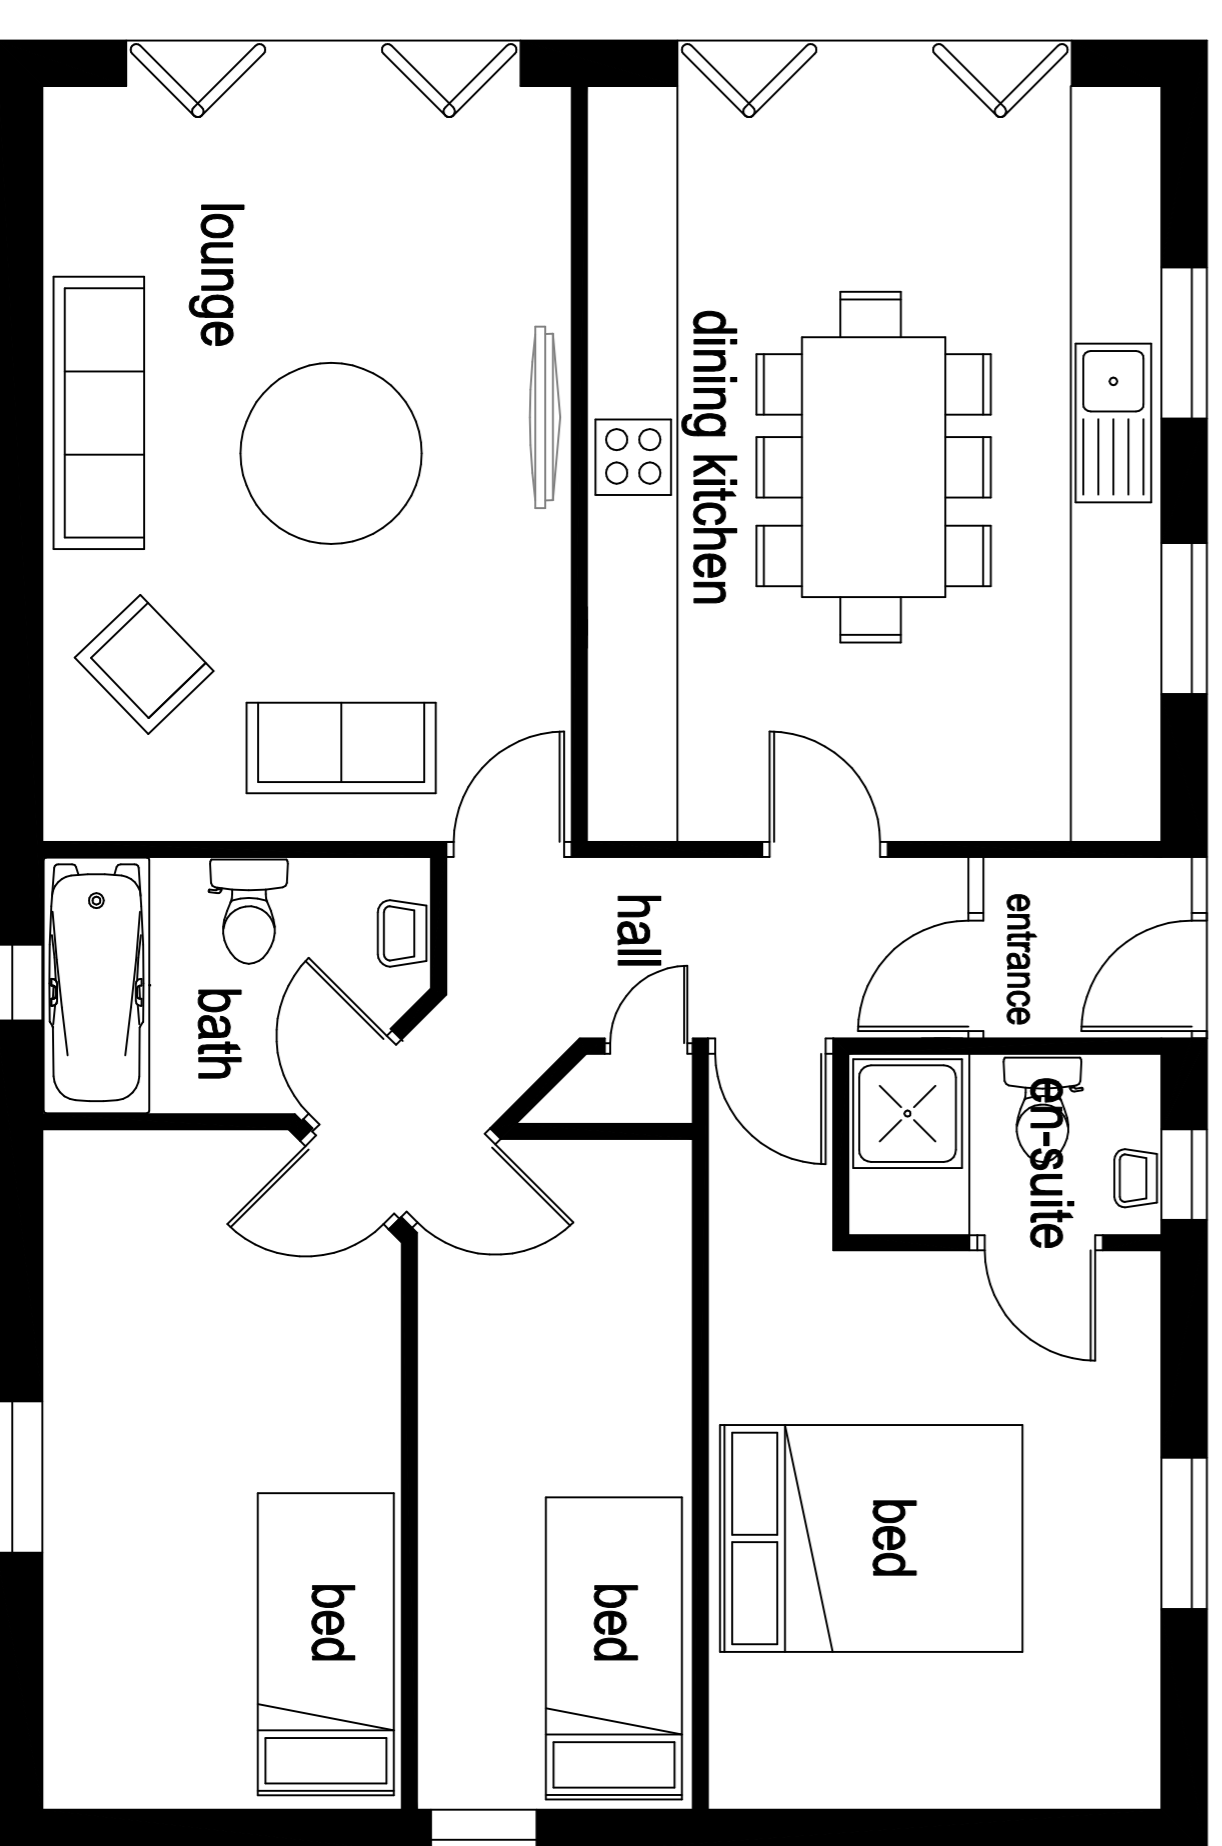 lounge
dining kitchen
hall
entrance
bath
en-suite
bed
bed
bed